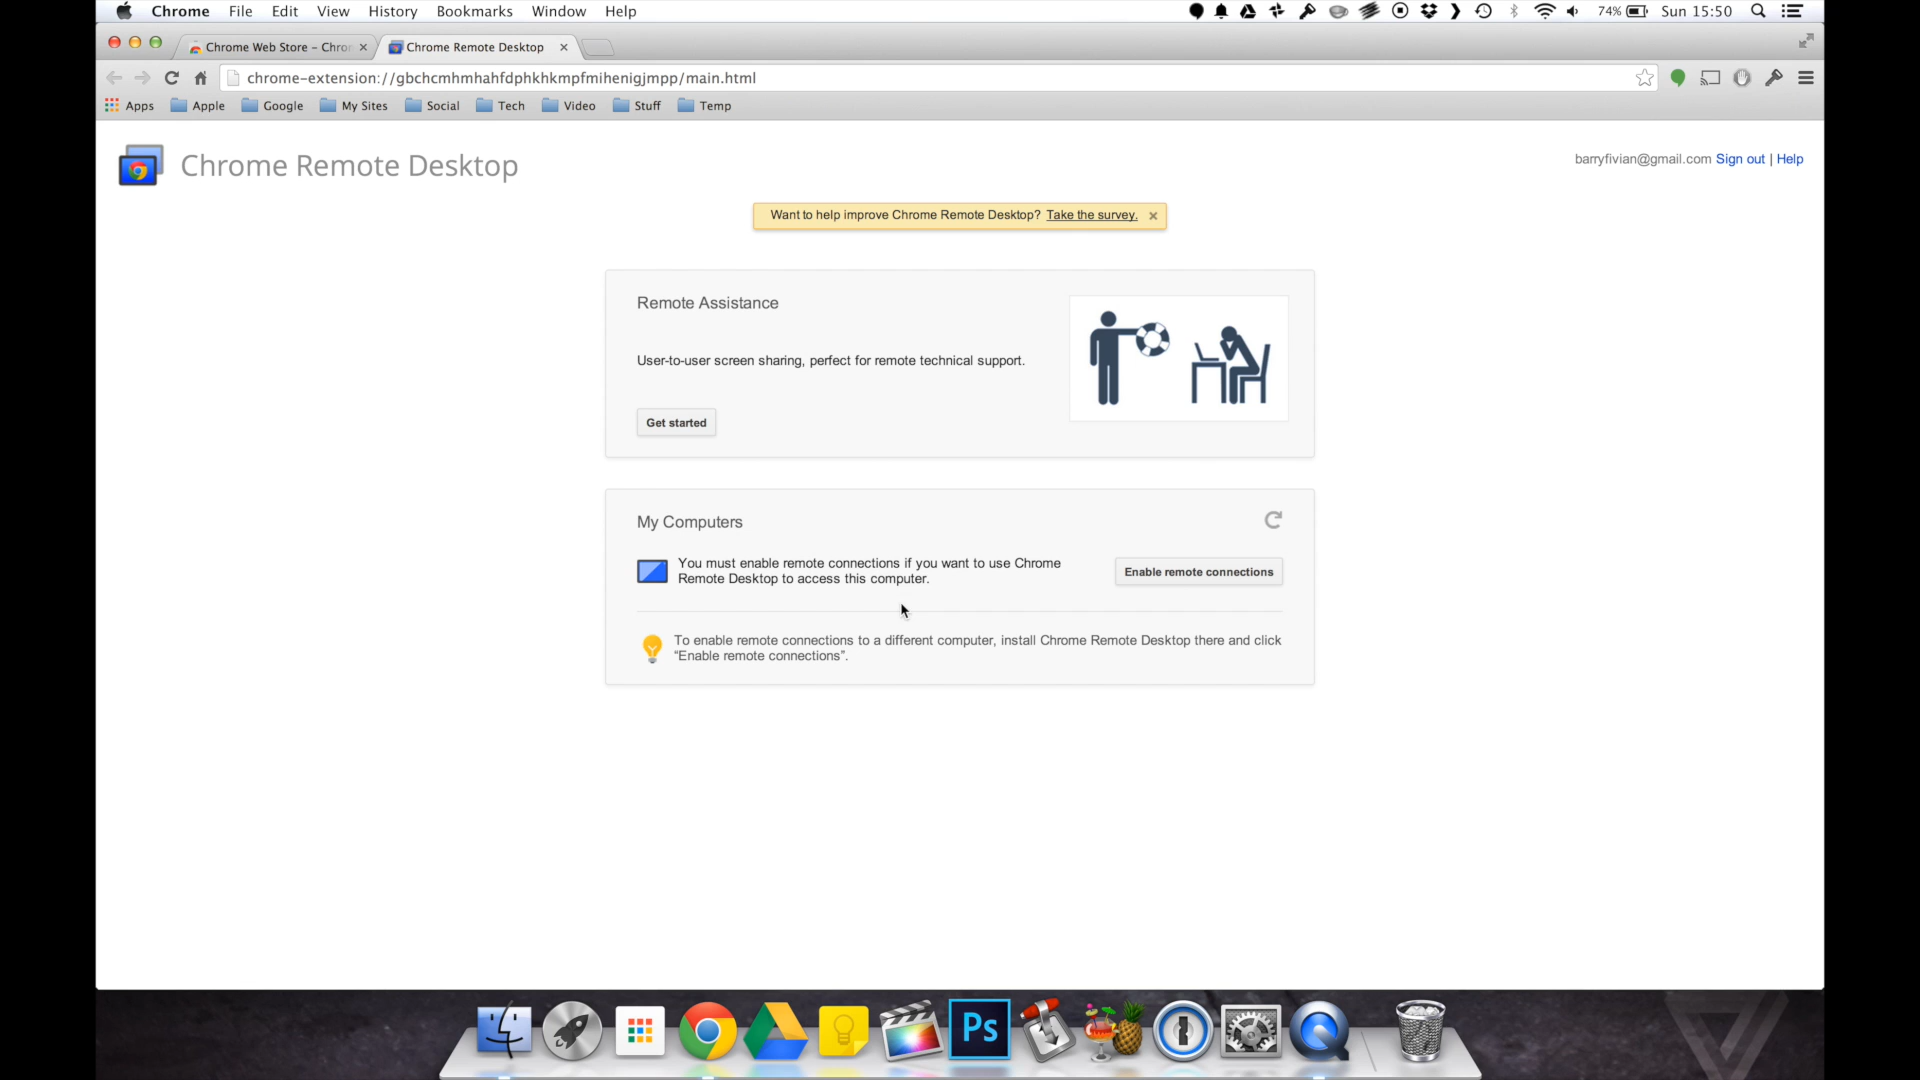 Chrome File Edit View History Bookmarks Window Help 74% Sun 15:50
Chrome Web Store – Chro Chrome Remote Desktop
chrome-extension://gbchcmhmhahfdphkhkmpfmihenigjmpp/main.html
Apps Apple Google My Sites Social Tech Video Stuff Temp
Chrome Remote Desktop
barryfivian@gmail.com Sign out | Help
Want to help improve Chrome Remote Desktop? Take the survey.
Remote Assistance
User-to-user screen sharing, perfect for remote technical support.
Get started
My Computers
You must enable remote connections if you want to use Chrome
Remote Desktop to access this computer.
Enable remote connections
To enable remote connections to a different computer, install Chrome Remote Desktop there and click
“Enable remote connections”.
Ps